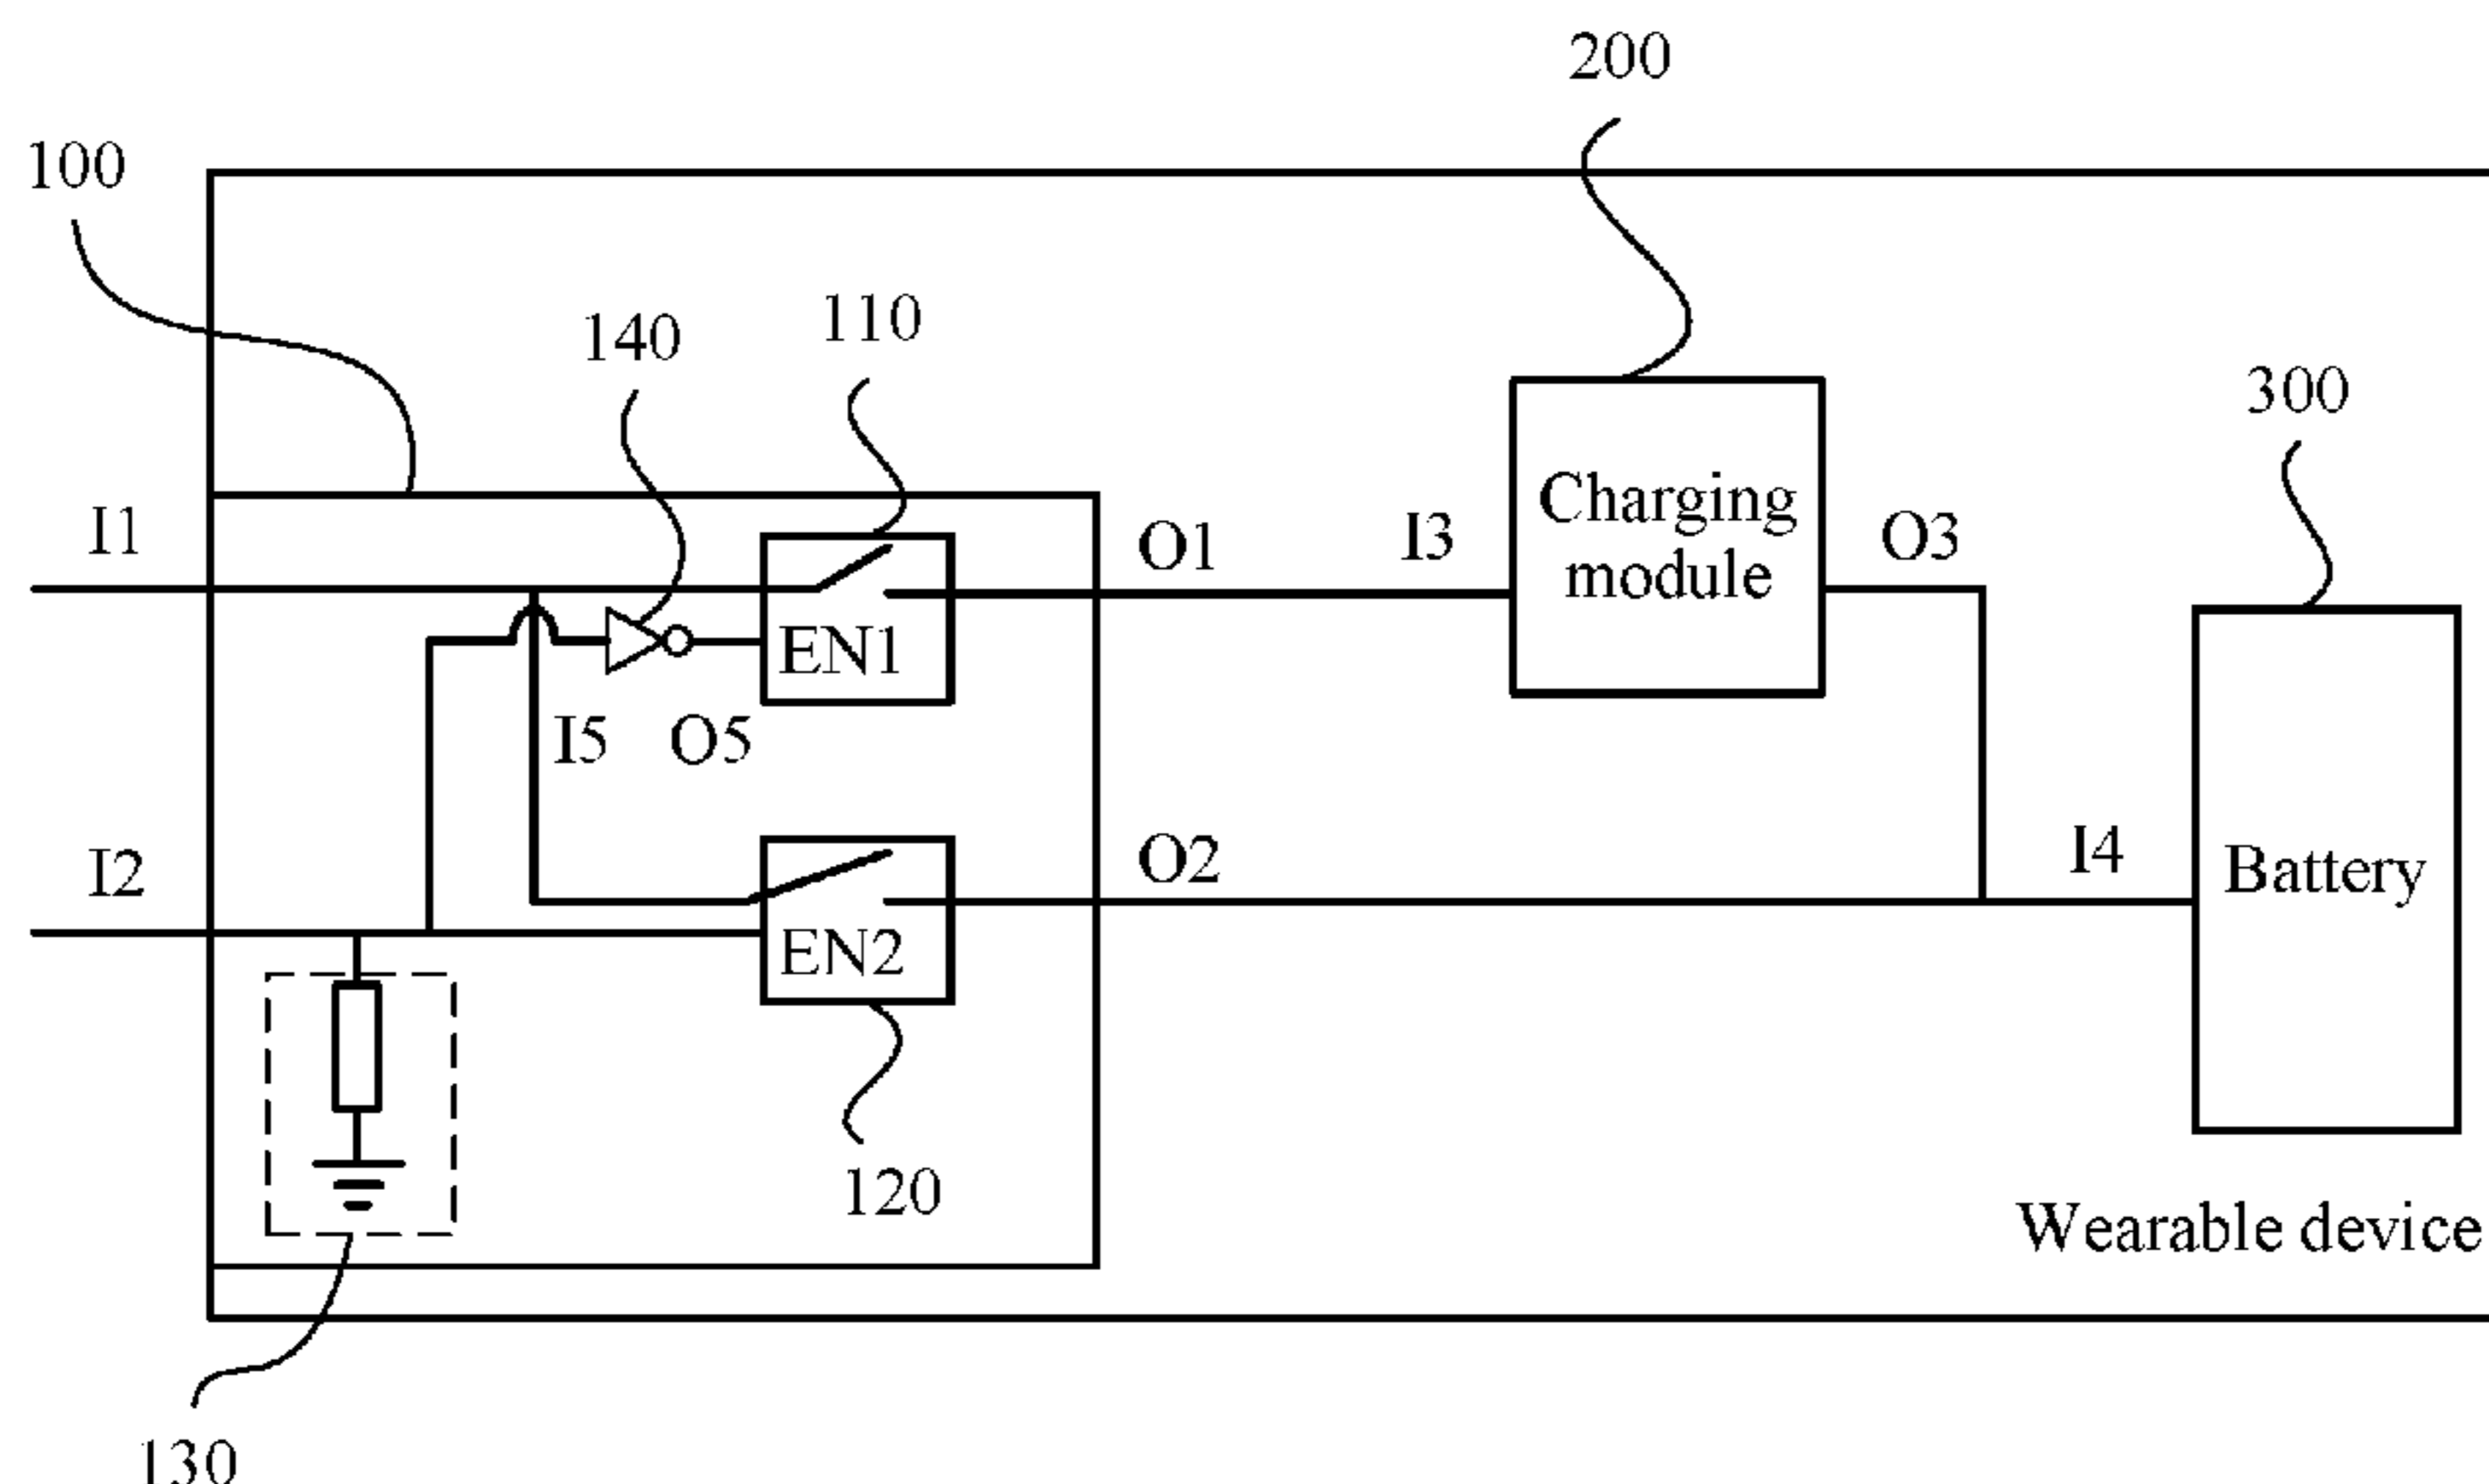 200
100
140
110
300
I1
O1
I3
Charging
module
O3
EN1
I5
O5
I2
O2
I4
Battery
EN2
120
Wearable device
130